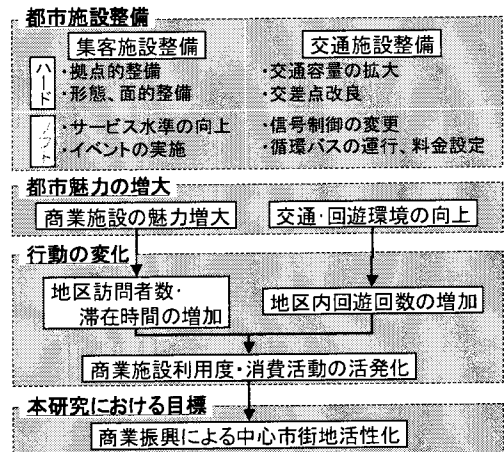 都市施設整備
集客施設整備
交通施設整備
ハード
・拠点的整備
・形態、面的整備
・交通容量の拡大
・交差点改良
・サービス水準の向上
・イベントの実施
・信号制御の変更
・循環バスの運行、料金設定
都市魅力の増大
商業施設の魅力増大
交通・回遊環境の向上
行動の変化
地区訪問者数・
滞在時間の増加
地区内回遊回数の増加
商業施設利用度・消費活動の活発化
本研究における目標
商業振興による中心市街地活性化